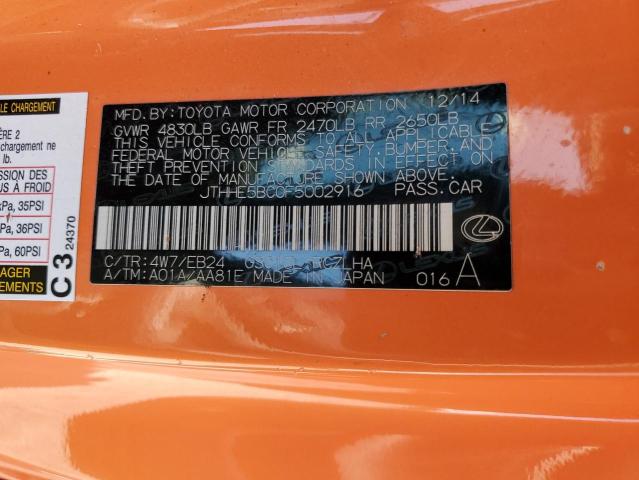 LE CHARGEMENT
ÈRE 2
chargement ne
lb.
ESSION DES
US À FROID
kPa, 35PSI
Pa, 36PSI
Pa, 60PSI
AGER
EMENTS
C3 24370
MFD. BY: TOYOTA MOTOR CORPORATION 12/14
GVWR 4830LB GAWR FR 2470LB RR 2650LB
THIS VEHICLE CONFORMS TO ALL APPLICABLE
FEDERAL MOTOR VEHICLE SAFETY, BUMPER, AND
THEFT PREVENTION STANDARDS IN EFFECT ON
THE DATE OF MANUFACTURE SHOWN ABOVE.
PASS.CAR
C/TR: 4W7/EB24
A/TM: A01A/AA81E MADE IN JAPAN 016 A